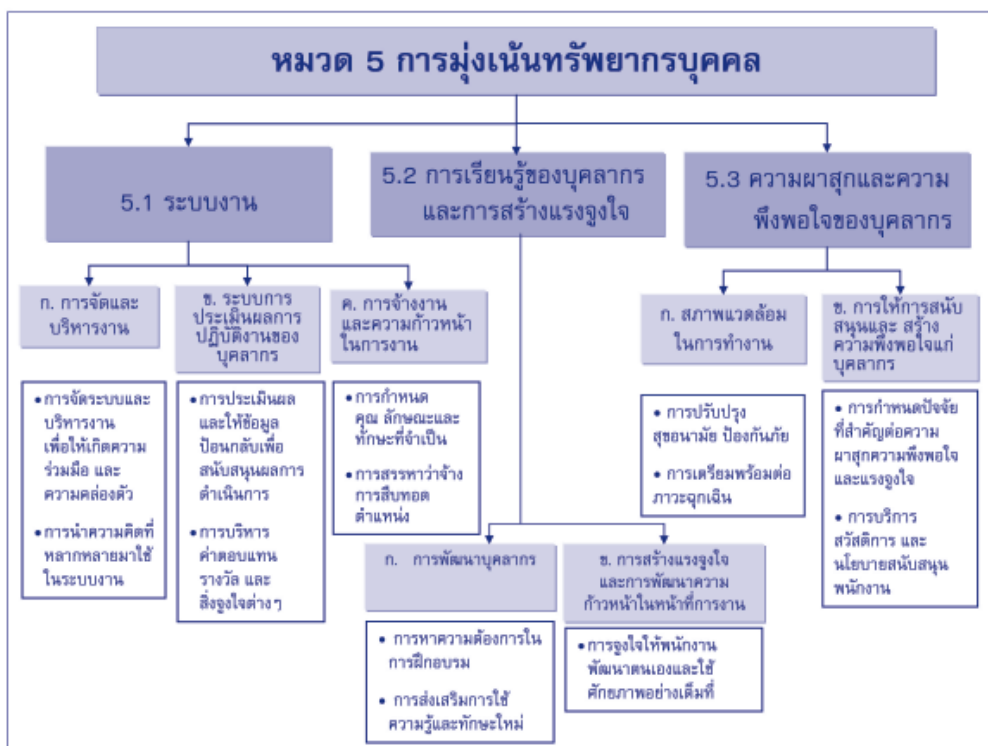 หมวด 5 การมุ่งเน้นทรัพยากรบุคคล
5.1 ระบบงาน
5.2 การเรียนรู้ของบุคลากร
และการสร้างแรงจูงใจ
5.3 ความผาสุกและความ
พึงพอใจของบุคลากร
ก. การจัดและ
บริหารงาน
ข. ระบบการ
ประเมินผลการ
ปฏิบัติงานของ
บุคลากร
ค. การจ้างงาน
และความก้าวหน้า
ในการงาน
ก. สภาพแวดล้อม
ในการทำงาน
ข. การให้การสนับ
สนุนและ สร้าง
ความพึงพอใจแก่
บุคลากร
• การจัดระบบและ
บริหารงาน
เพื่อให้เกิดความ
ร่วมมือ และ
ความคล่องตัว
• การนำความคิดที่
หลากหลายมาใช้
ในระบบงาน
• การประเมินผล
และให้ข้อมูล
ป้อนกลับเพื่อ
สนับสนุนผลการ
ดำเนินการ
• การบริหาร
ค่าตอบแทน
รางวัล และ
สิ่งจูงใจต่างๆ
• การกำหนด
คุณ ลักษณะและ
ทักษะที่จำเป็น
• การสรรหาว่าจ้าง
การสืบทอด
ตำแหน่ง
• การปรับปรุง
สุขอนามัย ป้องกันภัย
• การเตรียมพร้อมต่อ
ภาวะฉุกเฉิน
• การกำหนดปัจจัย
ที่สำคัญต่อความ
ผาสุกความพึงพอใจ
และแรงจูงใจ
• การบริการ
สวัสดิการ และ
นโยบายสนับสนุน
พนักงาน
ก. การพัฒนาบุคลากร
ข. การสร้างแรงจูงใจ
และการพัฒนาความ
ก้าวหน้าในหน้าที่การงาน
• การหาความต้องการใน
การฝึกอบรม
• การส่งเสริมการใช้
ความรู้และทักษะใหม่
• การจูงใจให้พนักงาน
พัฒนาตนเองและใช้
ศักยภาพอย่างเต็มที่